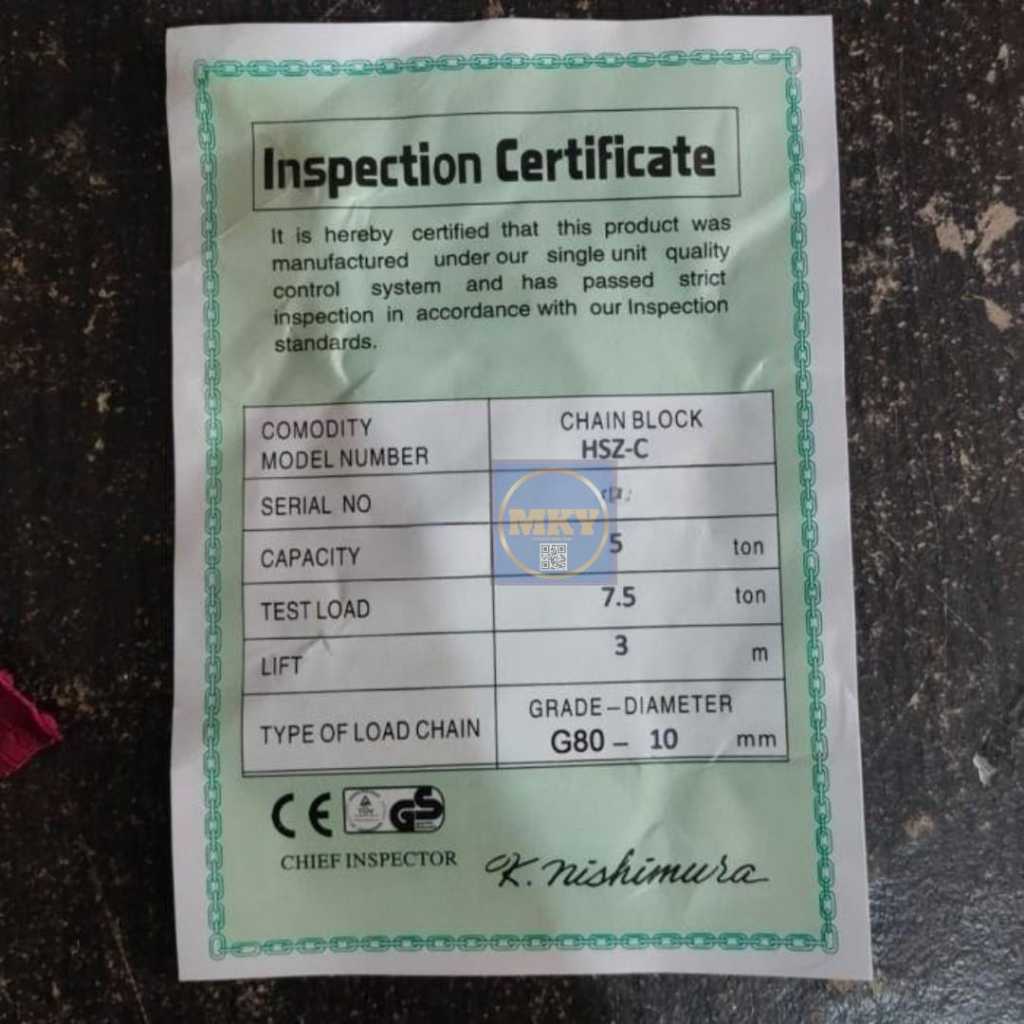 Inspection Certificate
It is hereby certified that this product was
manufactured under our single unit quality
control system and has passed strict
inspection in accordance with our Inspection
standards.
COMODITY CHAIN BLOCK
MODEL NUMBER HSZ-C
SERIAL NO
MKY
CAPACITY 5 ton
TEST LOAD 7.5 ton
LIFT 3 m
TYPE OF LOAD CHAIN GRADE-DIAMETER
G80 - 10 mm
CE GS
CHIEF INSPECTOR K. nishimura